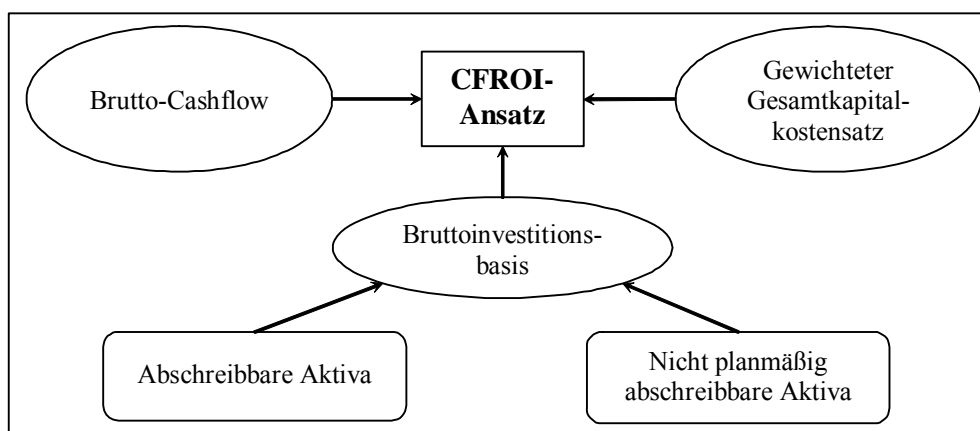 Brutto-Cashflow
CFROI-
Ansatz
Gewichteter
Gesamtkapital-
kostensatz
Bruttoinvestitions-
basis
Abschreibbare Aktiva
Nicht planmäßig
abschreibbare Aktiva